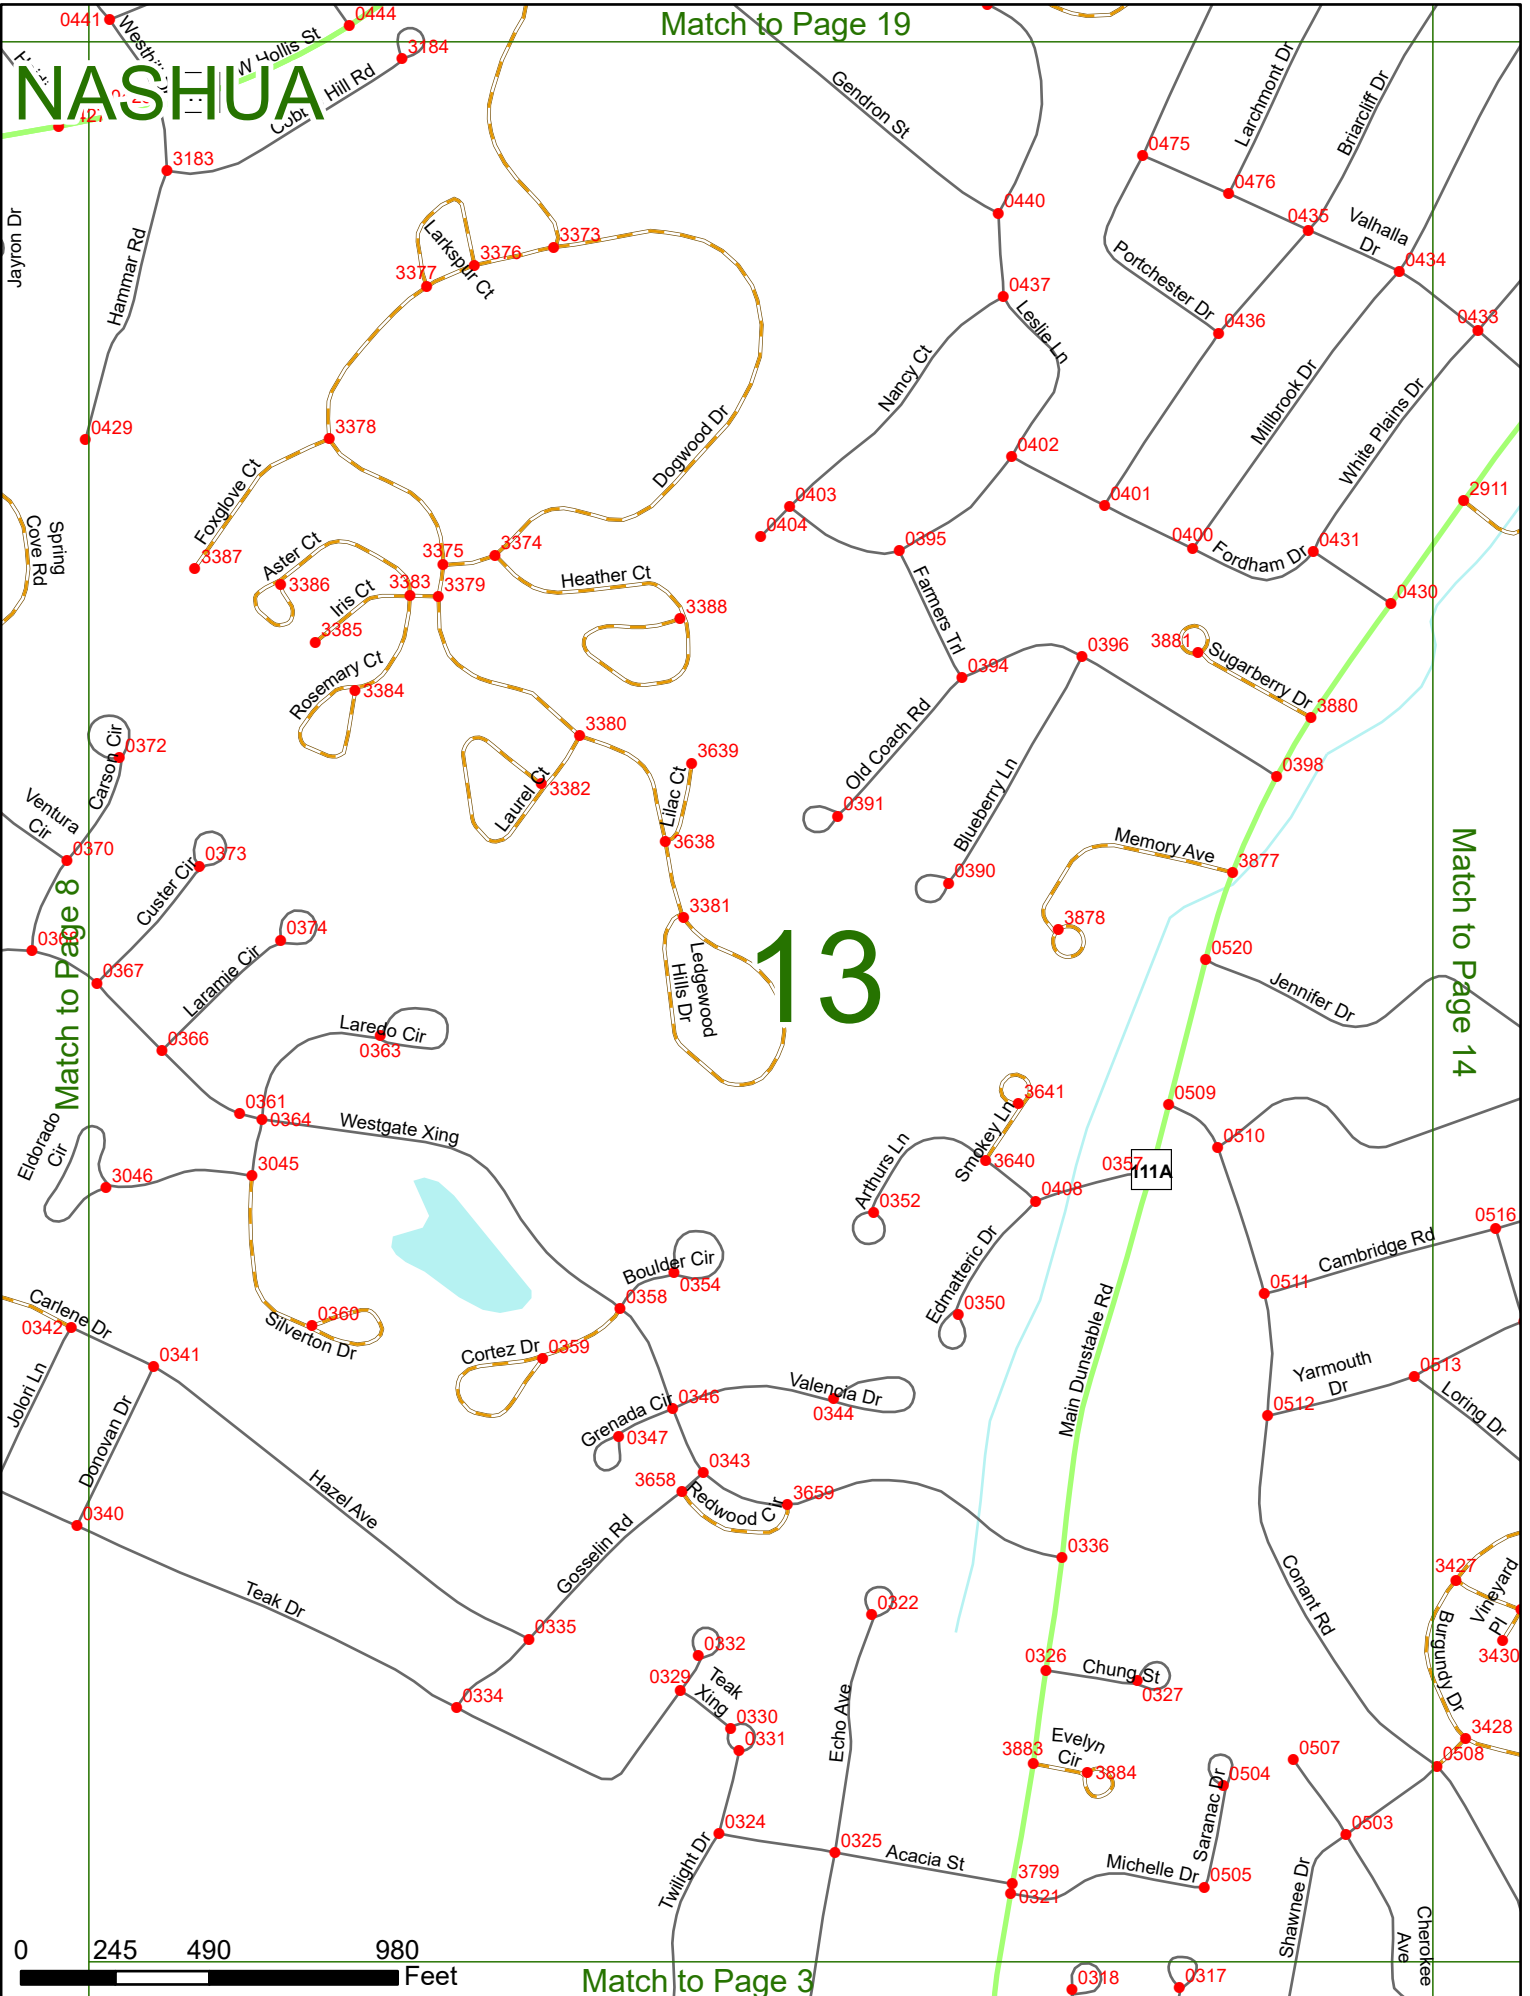 Match to Page 19
0441
0444
Westhill
W Hollis St
3184
NASHUA
Hill Rd
Gendron St
Larchmont Dr
Briarcliff Dr
3183
0475
0476
0440
0435
Valhalla
Dr
0434
Jayron Dr
Hammar Rd
Larkspur Ct
3373
3376
3377
0437
Portchester Dr
0436
0433
Leslie Ln
Nancy Ct
Millbrook Dr
White Plains Dr
0429
3378
Dogwood Dr
0402
Foxglove Ct
0403
0404
0401
2911
Spring
Cove Rd
3387
Aster Ct
3375
3374
0395
0400
Fordham Dr
0431
3386
Iris Ct
3383
3379
Heather Ct
3388
0430
3385
Farmers Trl
3881
Sugarberry Dr
Rosemary Ct
3384
0394
0396
3880
0372
Carson Cir
3380
3639
Old Coach Rd
0398
Laurel Ct
3382
Lilac Ct
Blueberry Ln
Ventura
Cir
0370
0391
0373
Custer Cir
3638
Memory Ave
3877
0390
Match to Page 8
0368
0367
0374
Laramie Cir
3381
3878
Ledgewood
Hills Dr
13
0520
Jennifer Dr
Match to Page 14
0366
Laredo Cir
0363
0361
0364
Westgate Xing
3641
Smokey Ln
0509
0510
Eldorado
Cir
3046
3045
Arthurs Ln
3640
0357
111A
0352
0408
0516
Cambridge Rd
Boulder Cir
0354
Edmatteric Dr
0511
0358
0350
Carlene Dr
0342
0360
Silverton Dr
Main Dunstable Rd
0341
Cortez Dr
0359
Yarmouth
Dr
0513
Jolori Ln
Valencia Dr
0344
0346
Grenada Cir
0347
0512
Loring Dr
Donovan Dr
0343
3658
Redwood Cir
3659
Hazel Ave
0340
Gosselin Rd
0336
Conant Rd
3427
Vineyard
Pl
Teak Dr
0322
3430
0335
0332
Burgundy Dr
0326
Chung St
0327
0329
Teak
Xing
0334
0330
0331
Echo Ave
3428
Evelyn
Cir
3883
3884
0507
0508
0504
Saranac Dr
0324
0325
0503
Twilight Dr
Acacia St
3799
0321
Michelle Dr
0505
Shawnee Dr
Cherokee
Ave
0 245 490 980
Feet
Match to Page 3
0318
0317